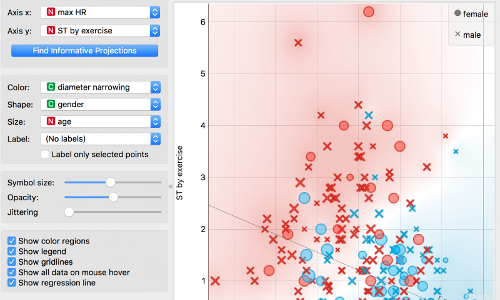 Axis x: N max HR
Axis y: N ST by exercise
Find Informative Projections
Color: C diameter narrowing
Shape: C gender
Size: N age
Label: (No labels)
Label only selected points
Symbol size:
Opacity:
Jittering
Show color regions
Show legend
Show gridlines
Show all data on mouse hover
Show regression line
ST by exercise
6
5
4
3
2
1
female
male